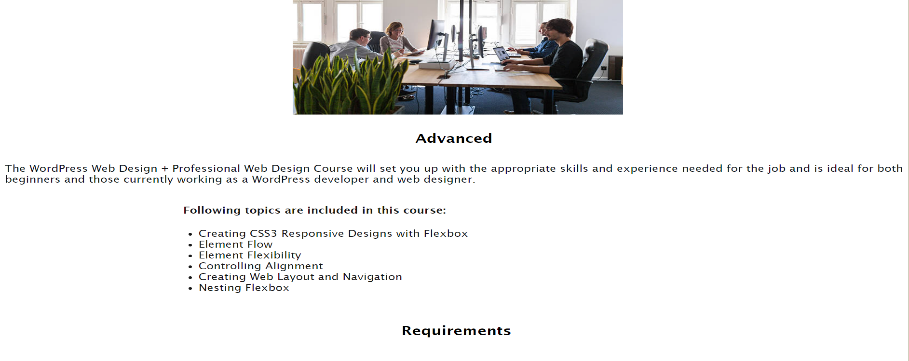 Advanced
The WordPress Web Design + Professional Web Design Course will set you up with the appropriate skills and experience needed for the job and is ideal for both
beginners and those currently working as a WordPress developer and web designer.
Following topics are included in this course:
• Creating CSS3 Responsive Designs with Flexbox
• Element Flow
• Element Flexibility
• Controlling Alignment
• Creating Web Layout and Navigation
• Nesting Flexbox
Requirements